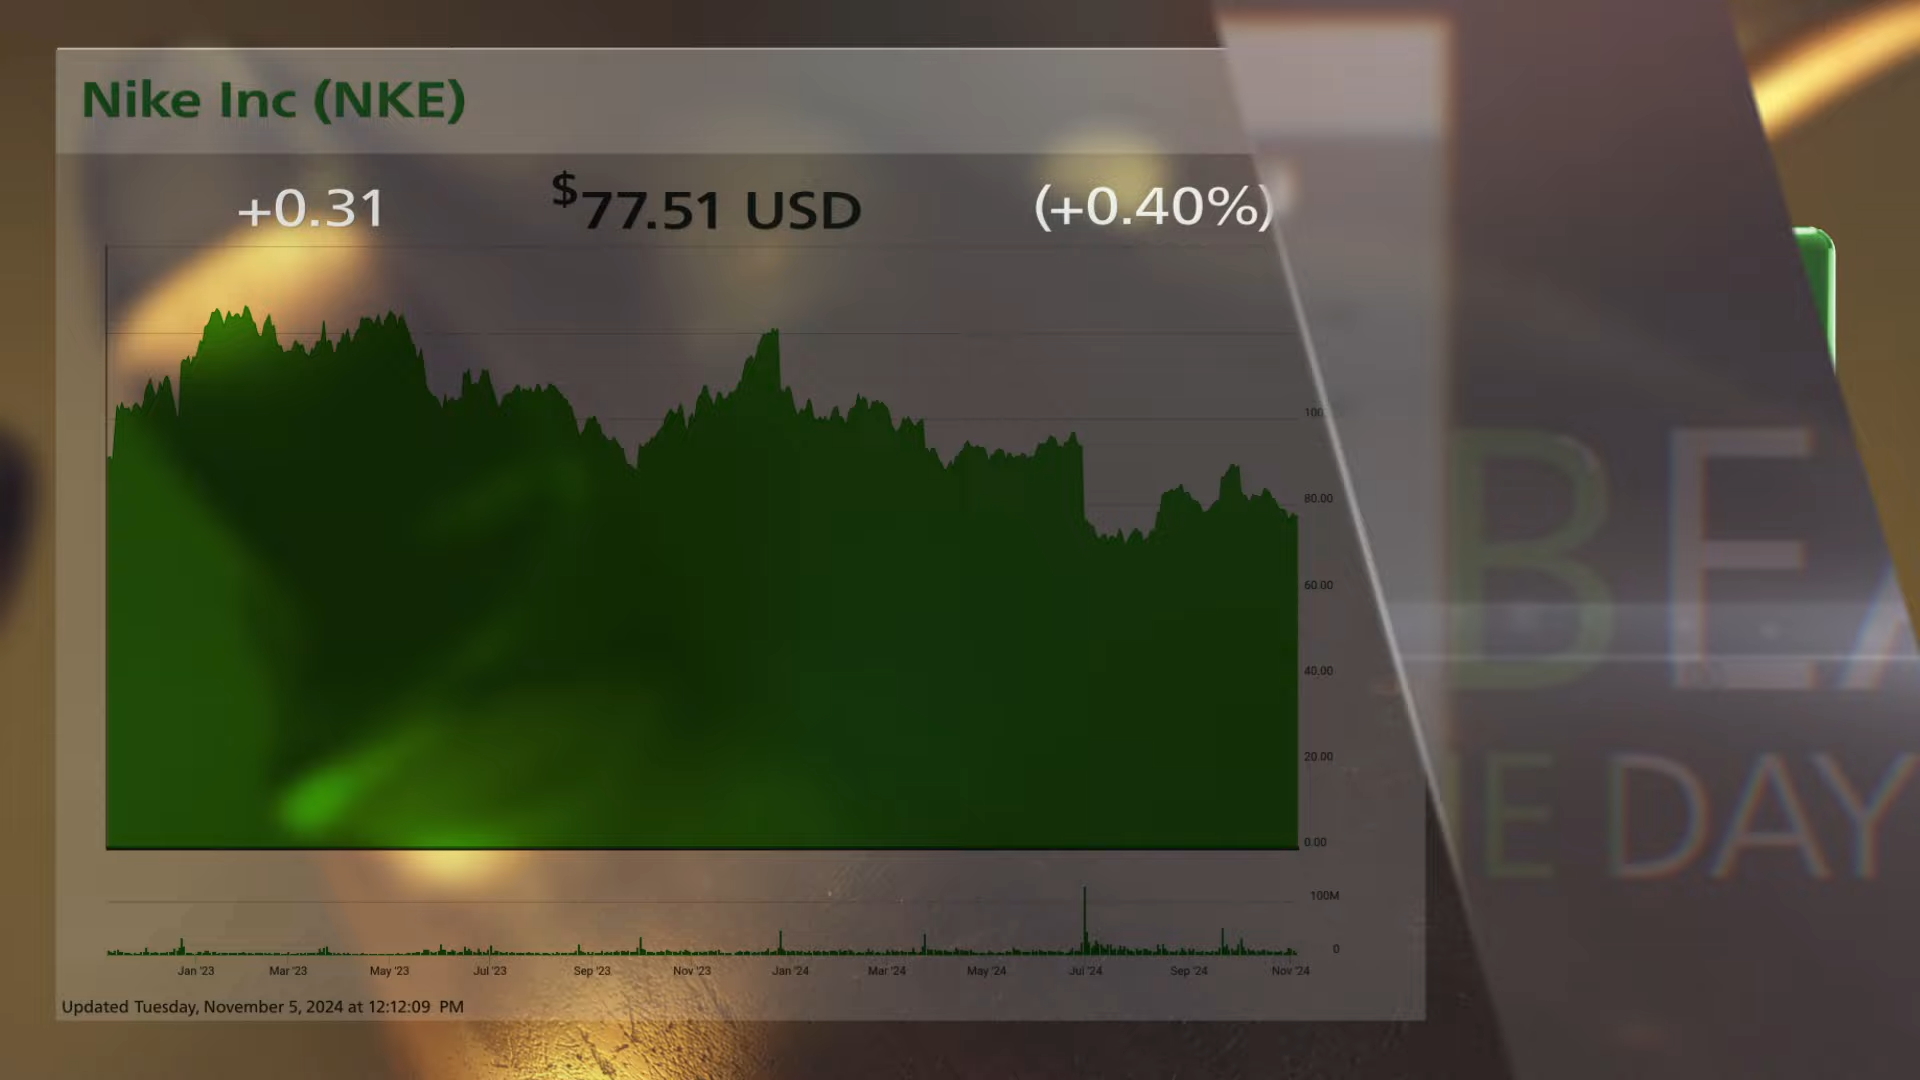 Nike Inc (NKE)
+0.31
$77.51 USD
(+0.40%)
100
80.00
60.00
40.00
20.00
0.00
100M
0
Jan '23
Mar '23
May '23
Jul '23
Sep '23
Nov '23
Jan '24
Mar '24
May '24
Jul '24
Sep '24
Nov '24
Updated Tuesday, November 5, 2024 at 12:12:09 PM
BEA
E DAY